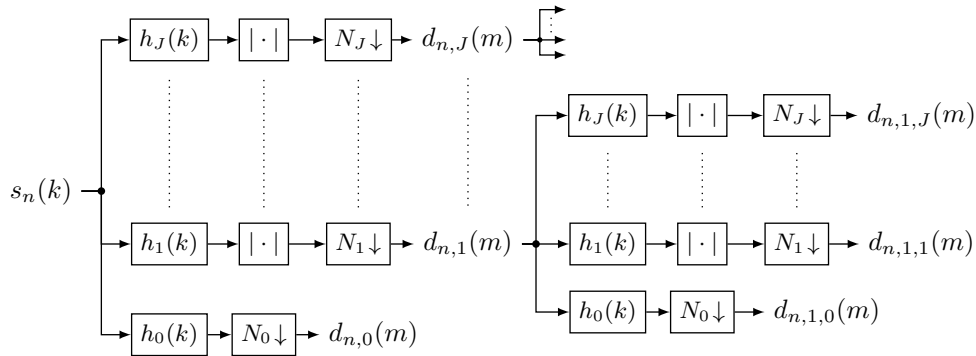 h_J(k) | · | N_J ↓ d_{n,J}(m)
h_J(k) | · | N_J ↓ d_{n,1,J}(m)
s_n(k)
h_1(k) | · | N_1 ↓ d_{n,1}(m) h_1(k) | · | N_1 ↓ d_{n,1,1}(m)
h_0(k) N_0 ↓ d_{n,1,0}(m)
h_0(k) N_0 ↓ d_{n,0}(m)